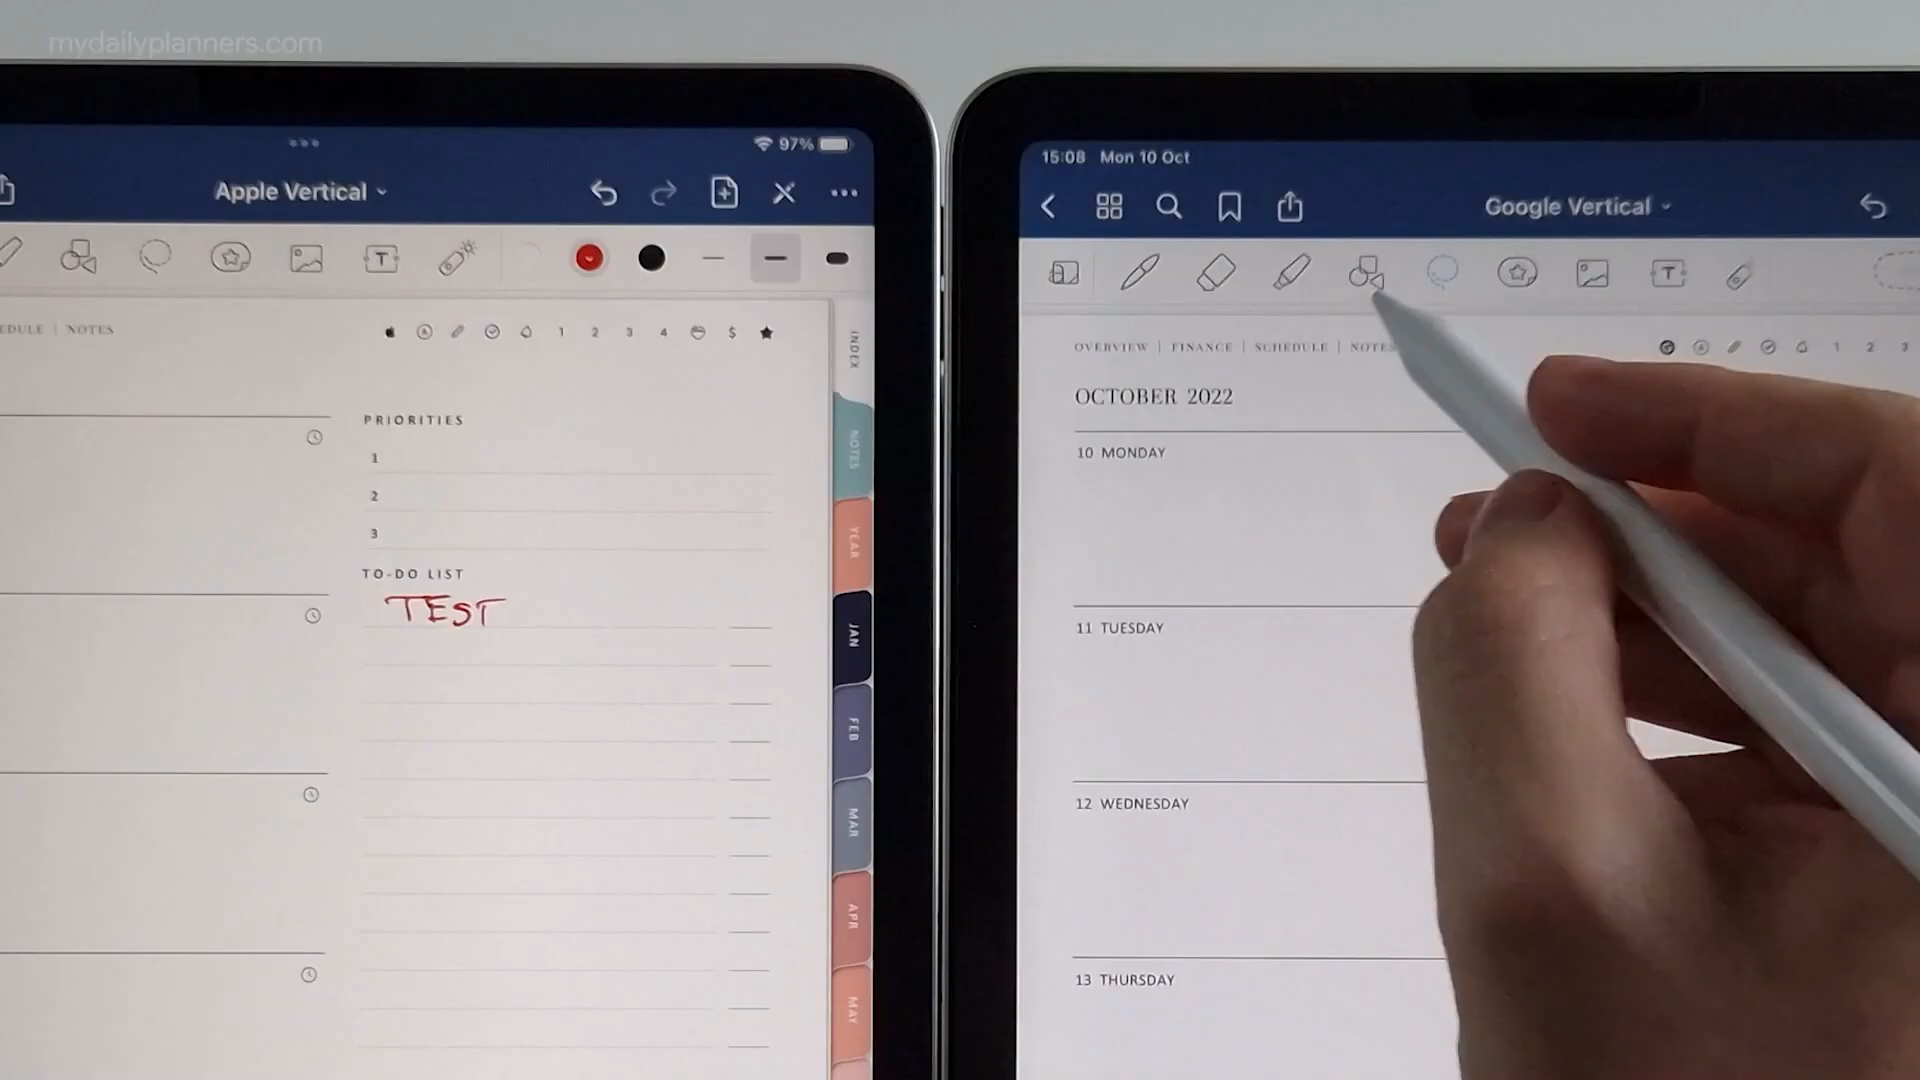 mydailyplanners.com
97%
Apple Vertical
T
EDULE | NOTES
1 2 3 4 $
INDEX
PRIORITIES
1
2
3
TO-DO LIST
TEST
NOTES
YEAR
JAN
FEB
MAR
APR
MAY
15:08 Mon 10 Oct
Google Vertical
T
OVERVIEW | FINANCE | SCHEDULE | NOTES
1 2 3
OCTOBER 2022
10 MONDAY
11 TUESDAY
12 WEDNESDAY
13 THURSDAY